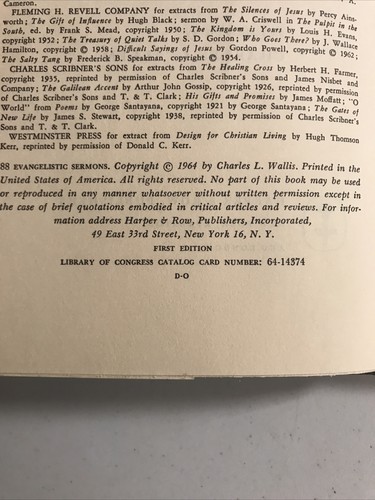 Cameron.
FLEMING H. REVELL COMPANY for extracts from The Silences of Jesus by Percy Ains-
worth; The Gift of Influence by Hugh Black; sermon by W. A. Criswell in The Pulpit in the
South, ed. by Frank S. Mead, copyright 1950; The Kingdom is Yours by Louis H. Evans,
copyright 1952; The Treasury of Quiet Talks by S. D. Gordon; Who Goes There? by J. Wallace
Hamilton, copyright © 1958; Difficult Sayings of Jesus by Gordon Powell, copyright © 1962;
The Salty Tang by Frederick B. Speakman, copyright © 1954.
CHARLES SCRIBNER'S SONS for extracts from The Healing Cross by Herbert H. Farmer,
copyright 1935, reprinted by permission of Charles Scribner's Sons and James Nisbet and
Company; The Galilean Accent by Arthur John Gossip, copyright 1926, reprinted by permission
of Charles Scribner's Sons and T. & T. Clark; His Gifts and Promises by James Moffatt; "O
World" from Poems by George Santayana, copyright 1921 by George Santayana; The Gates of
New Life by James S. Stewart, copyright 1938, reprinted by permission of Charles Scribner's
Sons and T. & T. Clark.
WESTMINSTER PRESS for extract from Design for Christian Living by Hugh Thomson
Kerr, reprinted by permission of Donald C. Kerr.
88 EVANGELISTIC SERMONS. Copyright © 1964 by Charles L. Wallis. Printed in the
United States of America. All rights reserved. No part of this book may be used
or reproduced in any manner whatsoever without written permission except in
the case of brief quotations embodied in critical articles and reviews. For infor-
mation address Harper & Row, Publishers, Incorporated,
49 East 33rd Street, New York 16, N. Y.
FIRST EDITION
LIBRARY OF CONGRESS CATALOG CARD NUMBER: 64-14374
D-O